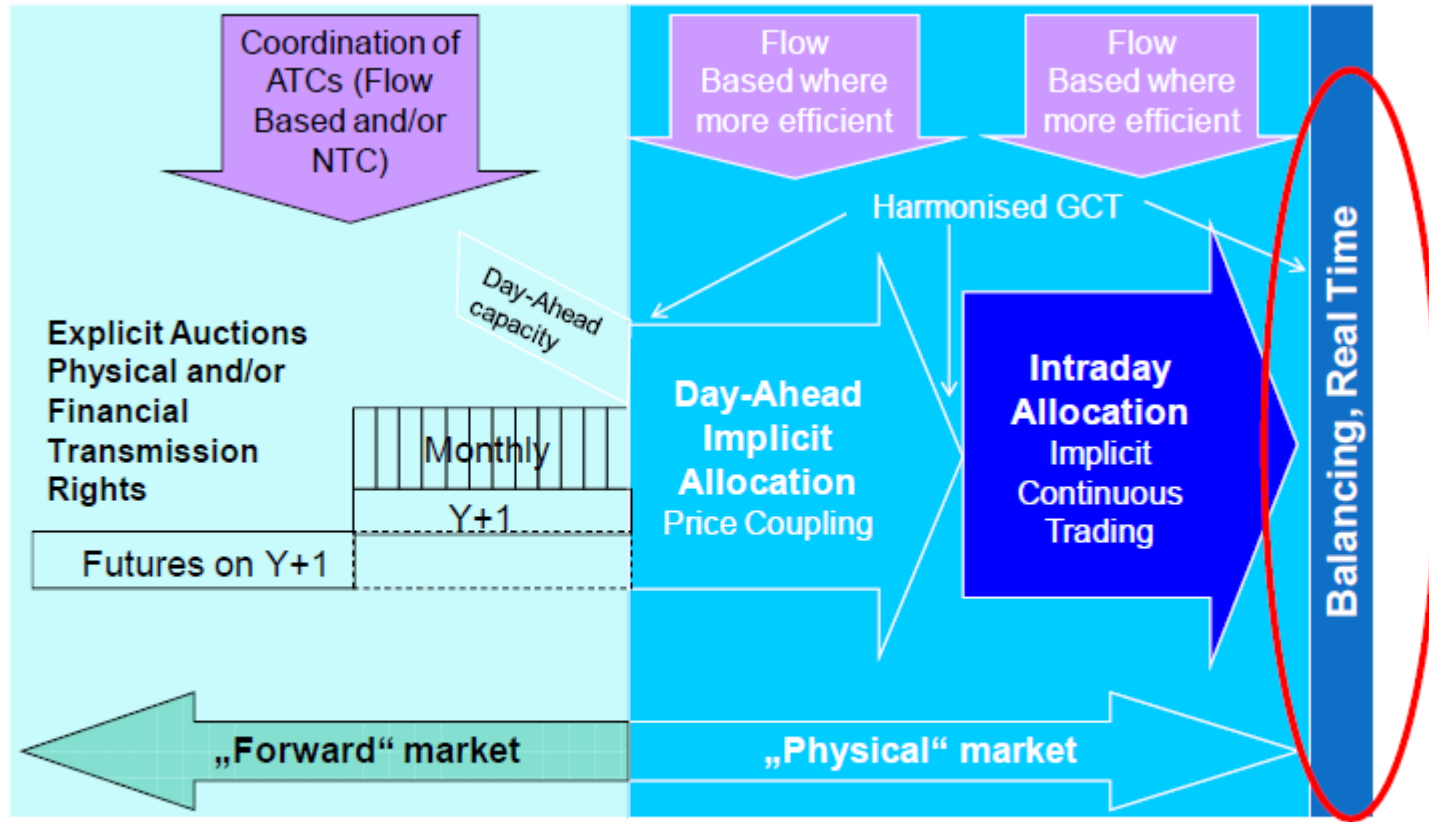 Coordination of
ATCs (Flow
Based and/or
NTC)
Flow
Based where
more efficient
Flow
Based where
more efficient
Harmonised GCT
Day-Ahead
capacity
Explicit Auctions
Physical and/or
Financial
Transmission
Rights
Monthly
Y+1
Futures on Y+1
Day-Ahead
Implicit
Allocation
Price Coupling
Intraday
Allocation
Implicit
Continuous
Trading
Balancing, Real Time
„Forward“ market
„Physical“ market